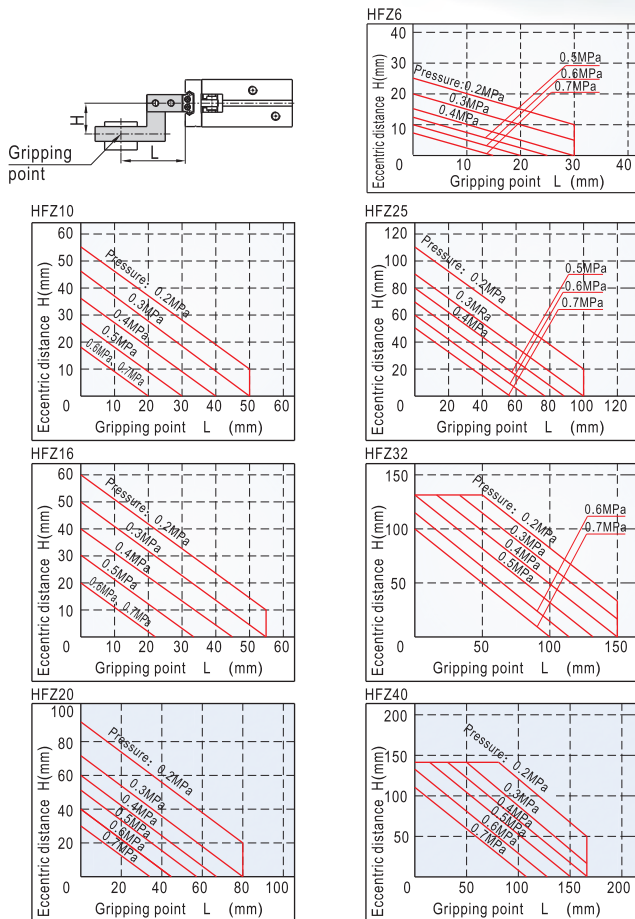 H
L
Gripping
point
HFZ6
Eccentric distance H(mm)
40
30
20
10
0
Pressure:0.2MPa
0.3MPa
0.4MPa
0.5MPa
0.6MPa
0.7MPa
10 20 30 40
Gripping point L (mm)
HFZ10
Eccentric distance H(mm)
60
50
40
30
20
10
0
Pressure: 0.2MPa
0.3MPa
0.4MPa
0.5MPa
0.6MPa, 0.7MPa
10 20 30 40 50 60
Gripping point L (mm)
HFZ25
Eccentric distance H(mm)
120
100
80
60
40
20
0
Pressure: 0.2MPa
0.3MPa
0.4MPa
0.5MPa
0.6MPa
0.7MPa
20 40 60 80 100 120
Gripping point L (mm)
HFZ16
Eccentric distance H(mm)
60
50
40
30
20
10
0
Pressure: 0.2MPa
0.3MPa
0.4MPa
0.5MPa
0.6MPa, 0.7MPa
10 20 30 40 50 60
Gripping point L (mm)
HFZ32
Eccentric distance H(mm)
150
100
50
0
Pressure: 0.2MPa
0.3MPa
0.4MPa
0.5MPa
0.6MPa
0.7MPa
50 100 150
Gripping point L (mm)
HFZ20
Eccentric distance H(mm)
100
80
60
40
20
0
Pressure: 0.2MPa
0.3MPa
0.4MPa
0.5MPa
0.6MPa
0.7MPa
20 40 60 80 100
Gripping point L (mm)
HFZ40
Eccentric distance H(mm)
200
150
100
50
0
Pressure: 0.2MPa
0.3MPa
0.4MPa
0.5MPa
0.6MPa
0.7MPa
50 100 150 200
Gripping point L (mm)